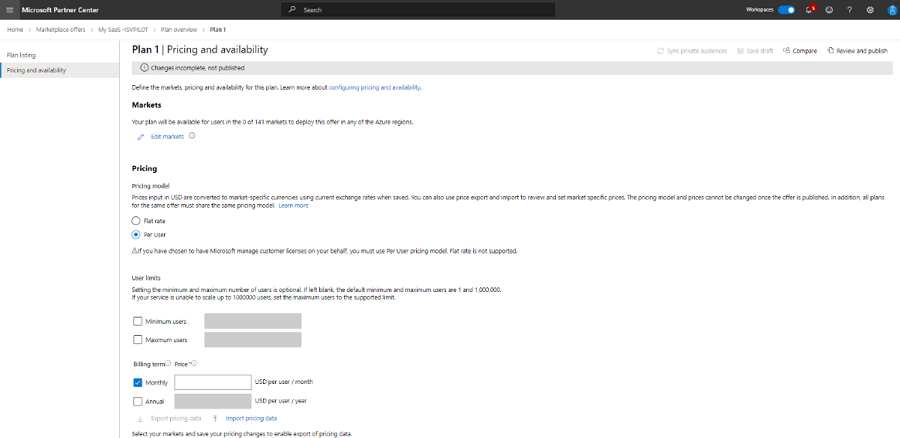 Microsoft Partner Center
Search
Workspaces
Home > Marketplace offers > My SaaS -ISVPILOT > Plan overview > Plan 1
Plan listing
Pricing and availability
Plan 1 | Pricing and availability
Sync private audiences
Save draft
Compare
Review and publish
Changes incomplete, not published
Define the markets, pricing and availability for this plan. Learn more about configuring pricing and availability.
Markets
Your plan will be available for users in the 0 of 141 markets to deploy this offer in any of the Azure regions.
Edit markets
Pricing
Pricing model
Prices input in USD are converted to market-specific currencies using current exchange rates when saved. You can also use price export and import to review and set market specific prices. The pricing model and prices cannot be changed once the offer is published. In addition, all plans
for the same offer must share the same pricing model. Learn more
Flat rate
Per User
If you have chosen to have Microsoft manage customer licenses on your behalf, you must use Per User pricing model. Flat rate is not supported.
User limits
Setting the minimum and maximum number of users is optional. If left blank, the default minimum and maximum users are 1 and 1,000,000.
If your service is unable to scale up to 1000000 users, set the maximum users to the supported limit.
Minimum users
Maximum users
Billing term Price *
Monthly USD per user / month
Annual USD per user / year
Export pricing data Import pricing data
Select your markets and save your pricing changes to enable export of pricing data.